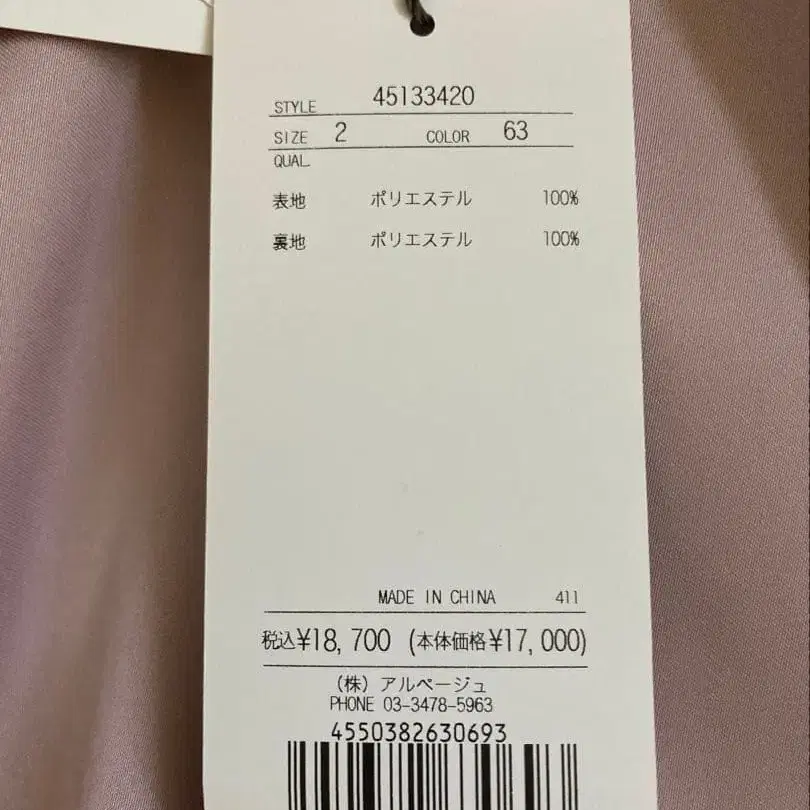 STYLE 45133420
SIZE 2 COLOR 63
QUAL
表地 ポリエステル 100%
裏地 ポリエステル 100%
MADE IN CHINA 411
税込¥18,700 (本体価格¥17,000)
(株) アルページュ
PHONE 03-3478-5963
4550382630693